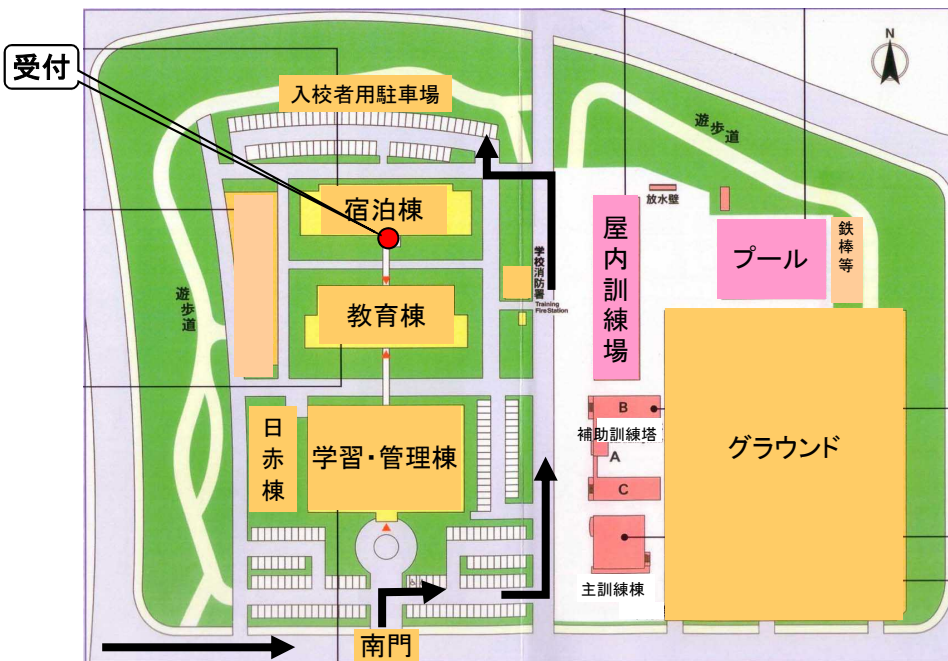 N
受付
入校者用駐車場
遊歩道
放水壁
宿泊棟
屋内訓練場
プール
鉄棒等
学校消防署
Training
FireStation
遊歩道
教育棟
B
補助訓練塔
A
C
日赤棟
学習・管理棟
グラウンド
主訓練棟
南門